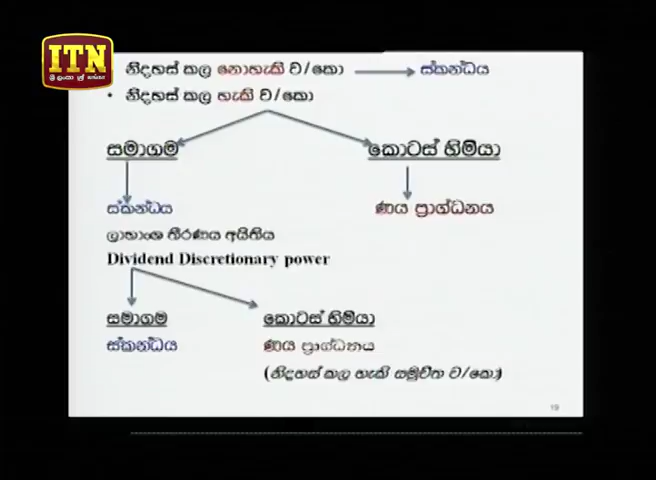 ITN
ශ්‍රී ලංකා
නිදහස් කල නොහැකි ව/කො ස්කන්ධය
• නිදහස් කල හැකි ව/කො
සමාගම කොටස් හිමියා
ස්කන්ධය ණය ප්‍රාග්ධනය
ලාභාංශ තීරණය අයිතිය
Dividend Discretionary power
සමාගම කොටස් හිමියා
ස්කන්ධය ණය ප්‍රාග්ධනය
(නිදහස් කල හැකි සමුච්ත ව/කො)
19